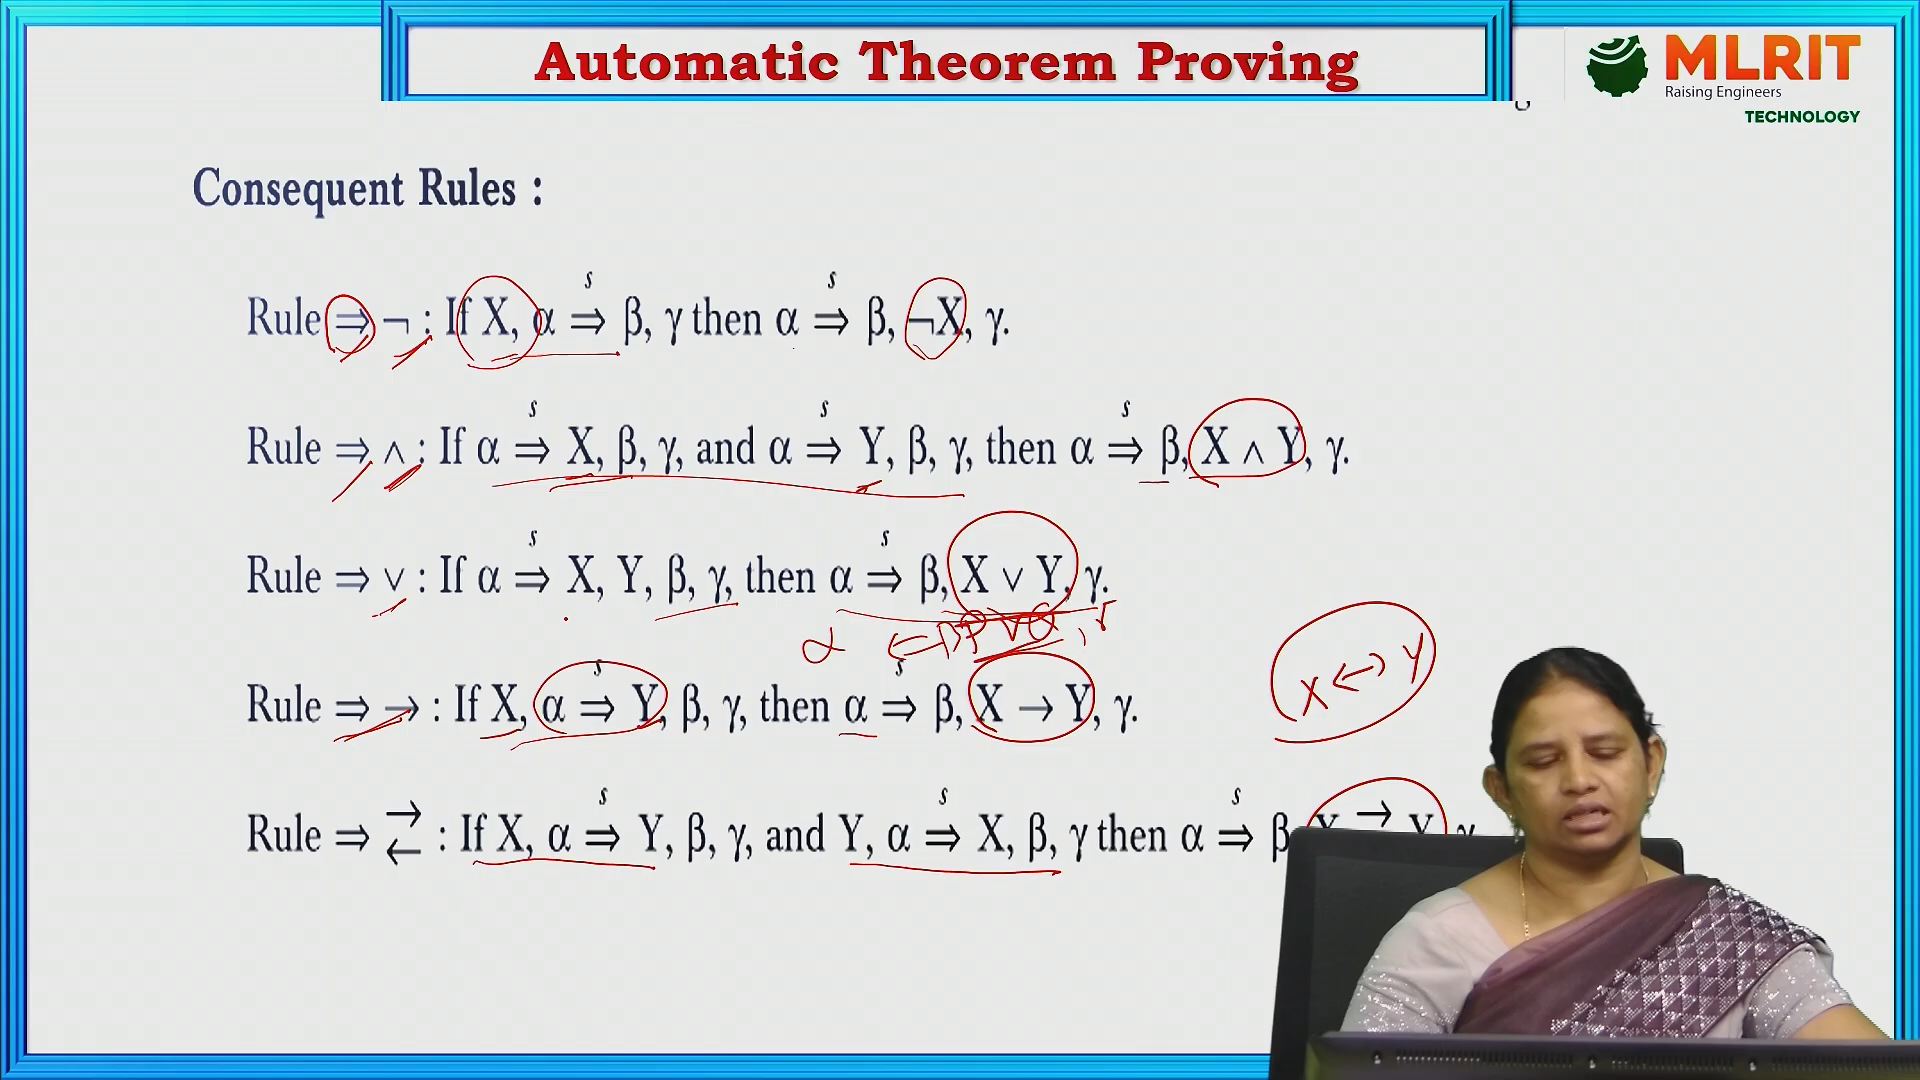 Automatic Theorem Proving
MLRIT
Raising Engineers
TECHNOLOGY
Consequent Rules :
Rule ⇒ ¬ : If X, α ⇒ˢ β, γ then α ⇒ˢ β, ¬X, γ.
Rule ⇒ ∧ : If α ⇒ˢ X, β, γ, and α ⇒ˢ Y, β, γ, then α ⇒ˢ β, X ∧ Y, γ.
Rule ⇒ ∨ : If α ⇒ˢ X, Y, β, γ, then α ⇒ˢ β, X ∨ Y, γ.
X ↔ Y
Rule ⇒ → : If X, α ⇒ˢ Y, β, γ, then α ⇒ˢ β, X → Y, γ.
Rule ⇒ ⇄ : If X, α ⇒ˢ Y, β, γ, and Y, α ⇒ˢ X, β, γ then α ⇒ˢ β